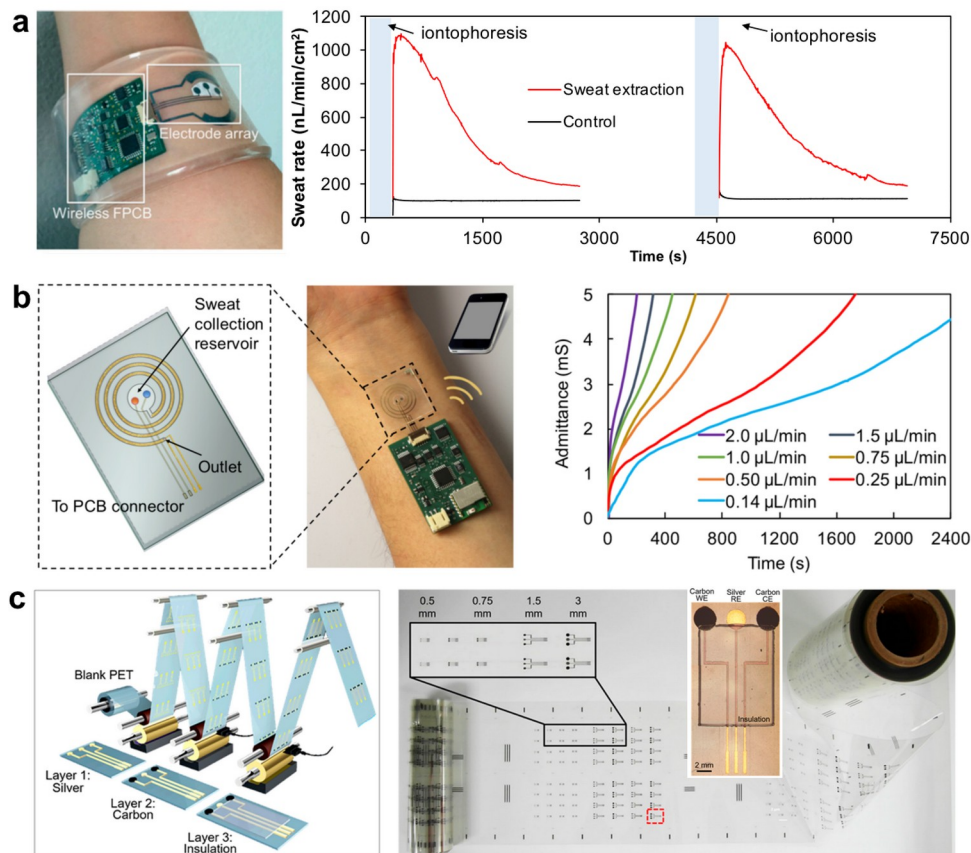 a
Electrode array
Wireless FPCB
Sweat rate (nL/min/cm²)
1200
1000
800
600
400
200
0
iontophoresis
iontophoresis
Sweat extraction
Control
0
1500
3000
4500
6000
7500
Time (s)
b
Sweat
collection
reservoir
Outlet
To PCB connector
Admittance (mS)
5
4
3
2
1
0
2.0 µL/min
1.5 µL/min
1.0 µL/min
0.75 µL/min
0.50 µL/min
0.25 µL/min
0.14 µL/min
0
400
800
1200
1600
2000
2400
Time (s)
c
Blank PET
Layer 1:
Silver
Layer 2:
Carbon
Layer 3:
Insulation
0.5
mm
0.75
mm
1.5
mm
3
mm
Carbon
WE
Silver
RE
Carbon
CE
Insulation
2 mm